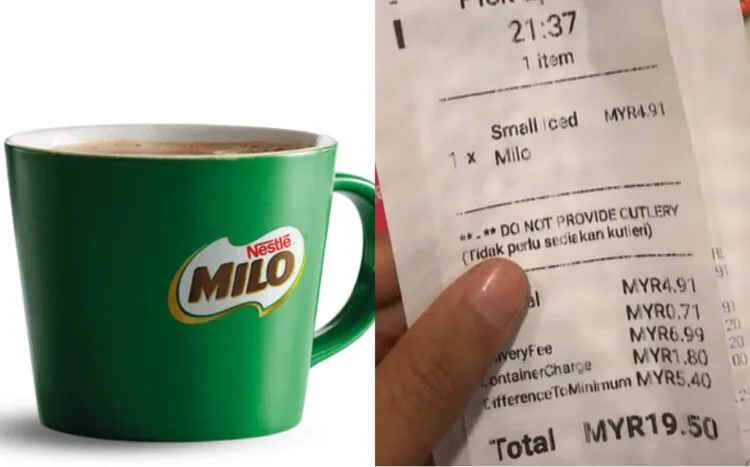 Nestlé
MILO
21:37
1 item
Small Iced MYR4.91
1 x Milo
** - ** DO NOT PROVIDE CUTLERY
(Tidak perlu sediakan kutleri)
MYR4.91
MYR0.71
MYR6.99
ContainerCharge MYR1.80
DifferenceToMinimum MYR5.40
Total MYR19.50